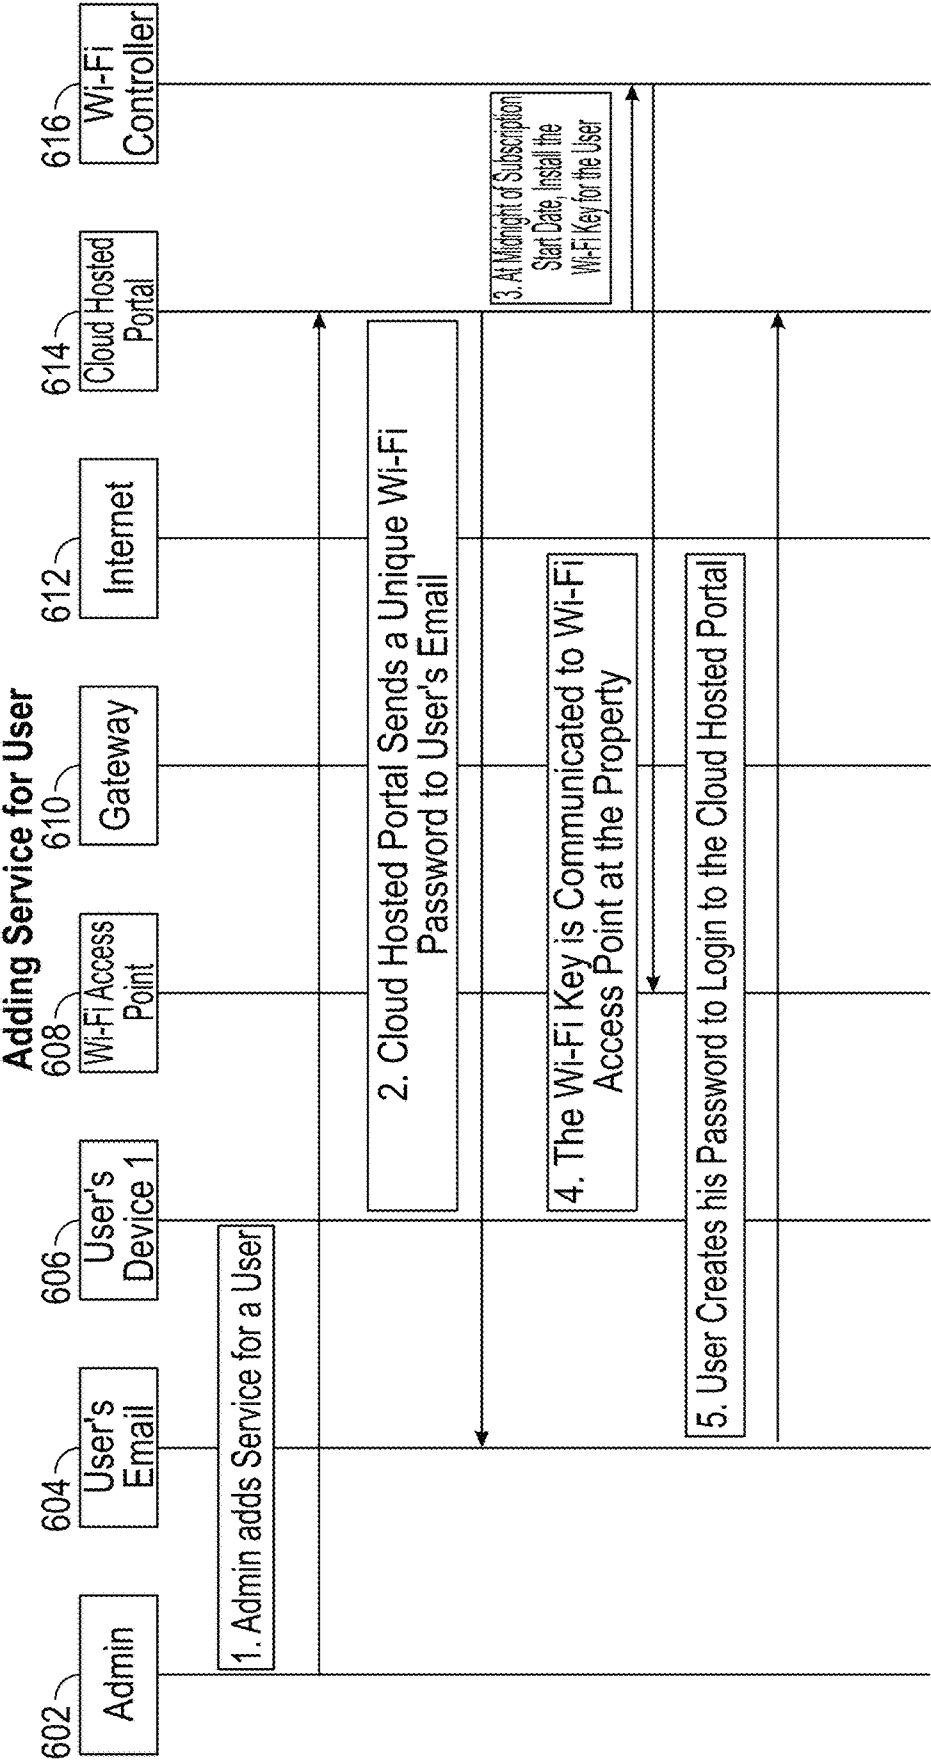 Adding Service for User
602
604
606
608
610
612
614
616
Admin
User's
Email
User's
Device 1
Wi-Fi Access
Point
Gateway
Internet
Cloud Hosted
Portal
Wi-Fi
Controller
1. Admin adds Service for a User
2. Cloud Hosted Portal Sends a Unique Wi-Fi
Password to User's Email
3. At Midnight of Subscription
Start Date, Install the
Wi-Fi Key for the User
4. The Wi-Fi Key is Communicated to Wi-Fi
Access Point at the Property
5. User Creates his Password to Login to the Cloud Hosted Portal